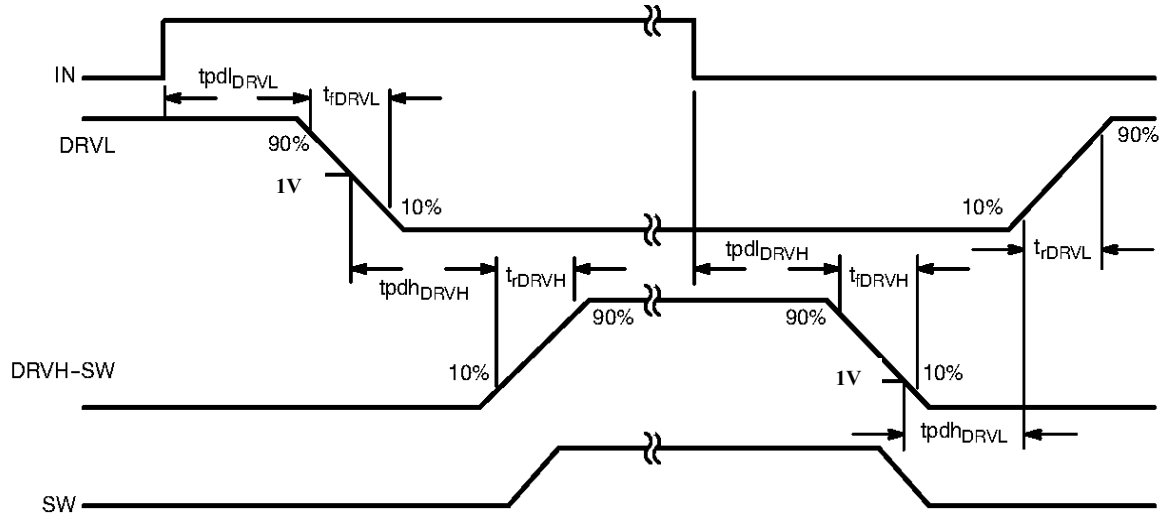 IN
tpdlDRVL
tfDRVL
DRVL
90%
90%
1V
10%
10%
tpdlDRVH
trDRVL
tpdhDRVH
trDRVH
tfDRVH
90%
90%
DRVH-SW
10%
1V
10%
tpdhDRVL
SW